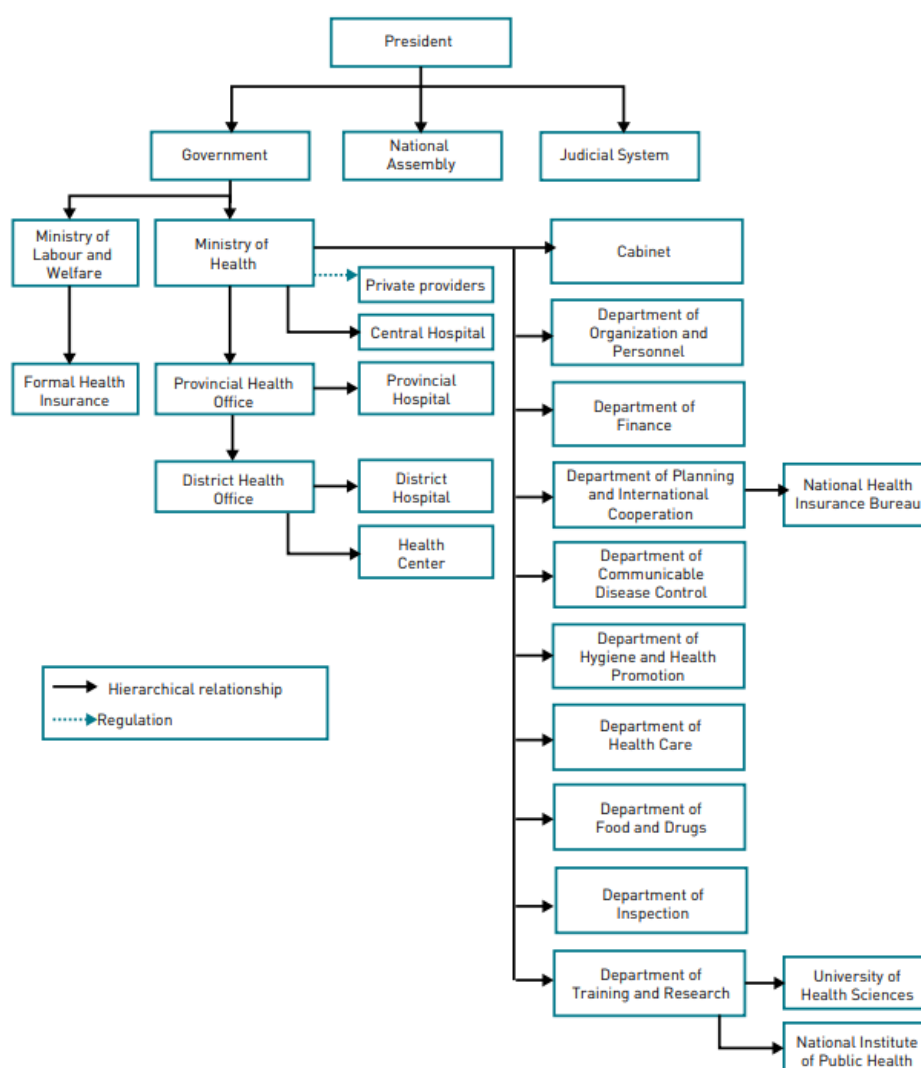 President
Government
National
Assembly
Judicial System
Ministry of
Labour and
Welfare
Ministry of
Health
Cabinet
Private providers
Central Hospital
Department of
Organization and
Personnel
Formal Health
Insurance
Provincial Health
Office
Provincial
Hospital
Department of
Finance
District Health
Office
District
Hospital
Department of Planning
and International
Cooperation
National Health
Insurance Bureau
Health
Center
Department of
Communicable
Disease Control
Department of
Hygiene and Health
Promotion
Hierarchical relationship
Regulation
Department of
Health Care
Department of
Food and Drugs
Department of
Inspection
Department of
Training and Research
University of
Health Sciences
National Institute
of Public Health